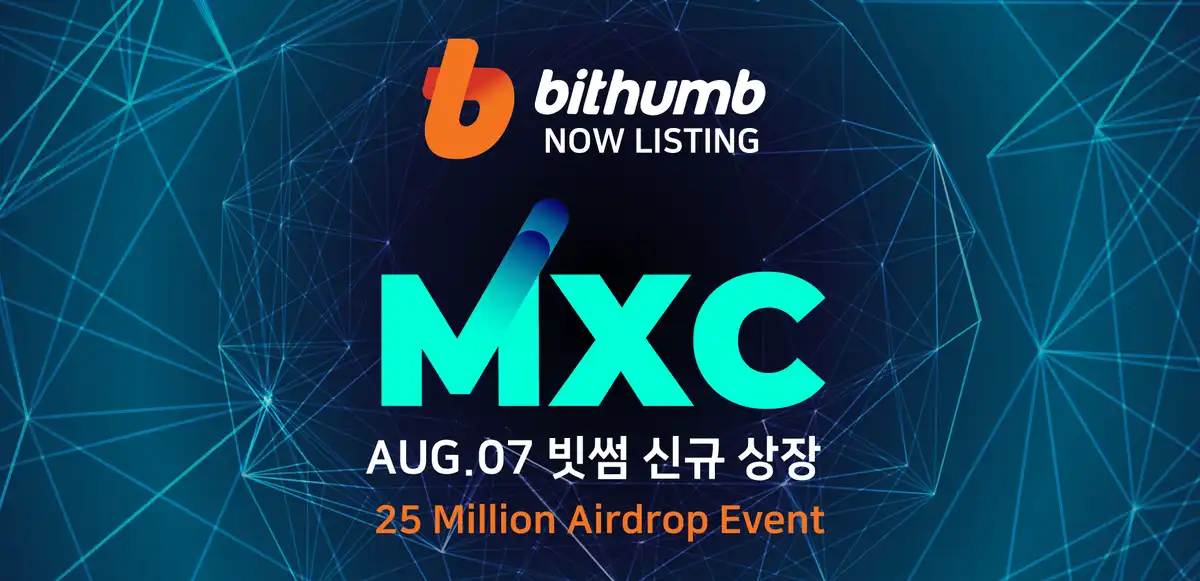 bithumb
NOW LISTING
MXC
AUG.07 빗썸 신규 상장
25 Million Airdrop Event